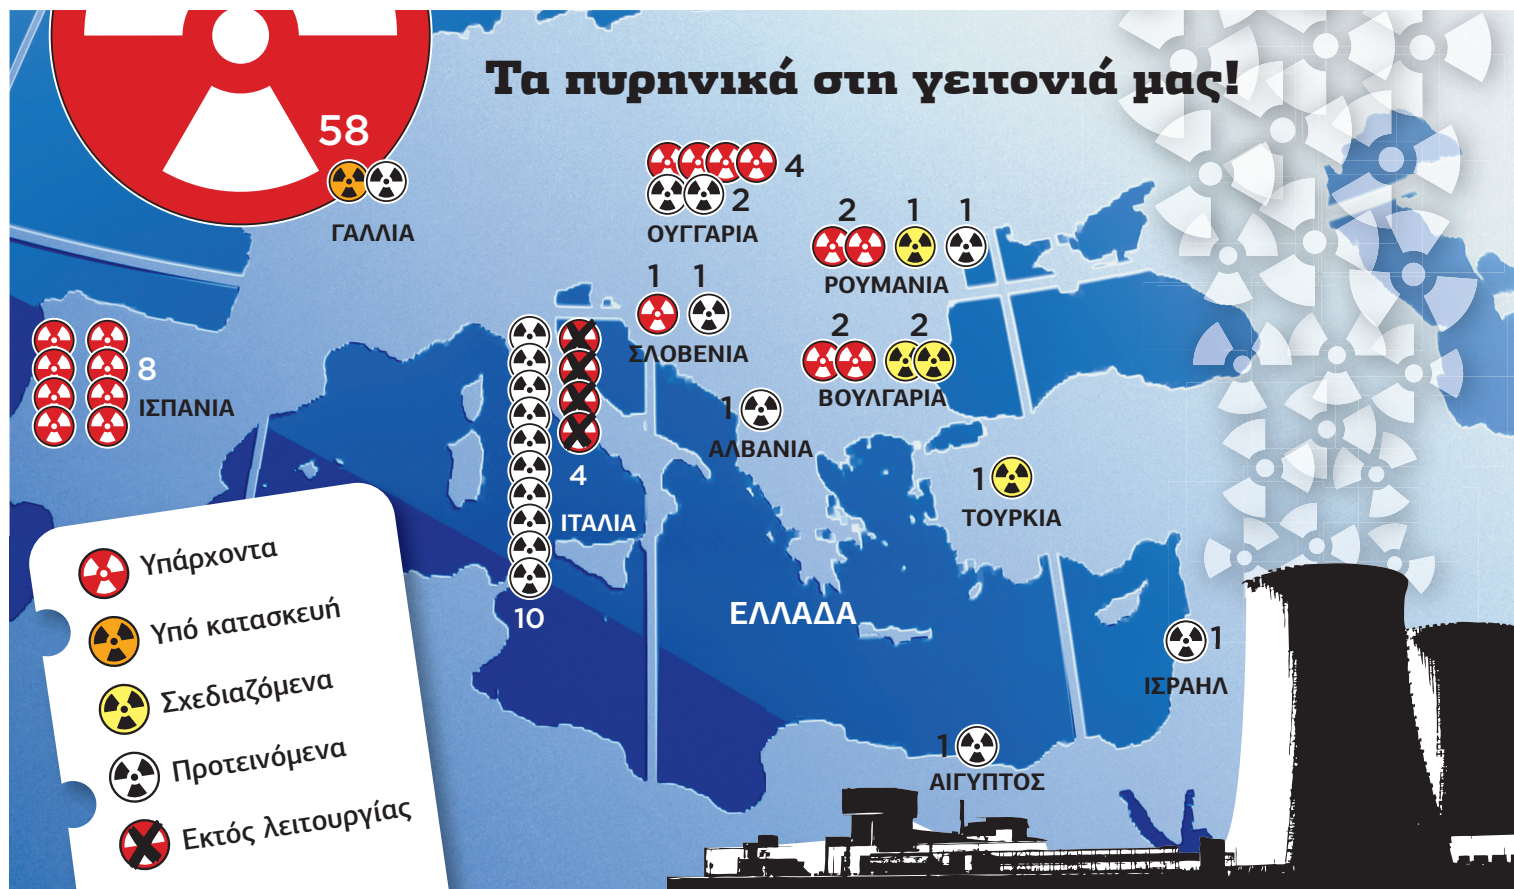 Τα πυρηνικά στη γειτονιά μας!
58
ΓΑΛΛΙΑ
4
2
ΟΥΓΓΑΡΙΑ
2 1 1
ΡΟΥΜΑΝΙΑ
1 1
ΣΛΟΒΕΝΙΑ
2 2
ΒΟΥΛΓΑΡΙΑ
8
ΙΣΠΑΝΙΑ
1
ΑΛΒΑΝΙΑ
4
ΙΤΑΛΙΑ
10
1
ΤΟΥΡΚΙΑ
ΕΛΛΑΔΑ
1
ΙΣΡΑΗΛ
1
ΑΙΓΥΠΤΟΣ
Υπάρχοντα
Υπό κατασκευή
Σχεδιαζόμενα
Προτεινόμενα
Εκτός λειτουργίας